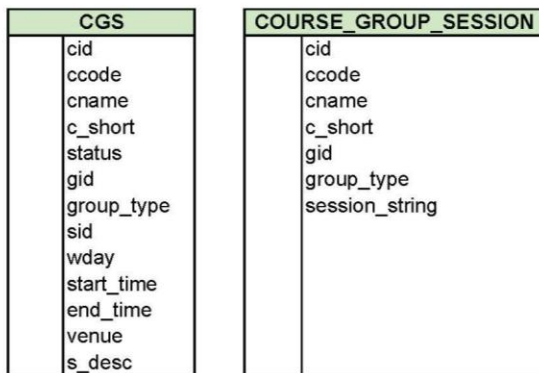 CGS
cid
ccode
cname
c_short
status
gid
group_type
sid
wday
start_time
end_time
venue
s_desc
COURSE_GROUP_SESSION
cid
ccode
cname
c_short
gid
group_type
session_string